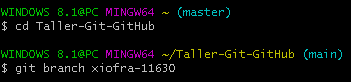 WINDOWS 8.1@PC MINGW64 ~ (master)
$ cd Taller-Git-GitHub
WINDOWS 8.1@PC MINGW64 ~/Taller-Git-GitHub (main)
$ git branch xiofra-11630